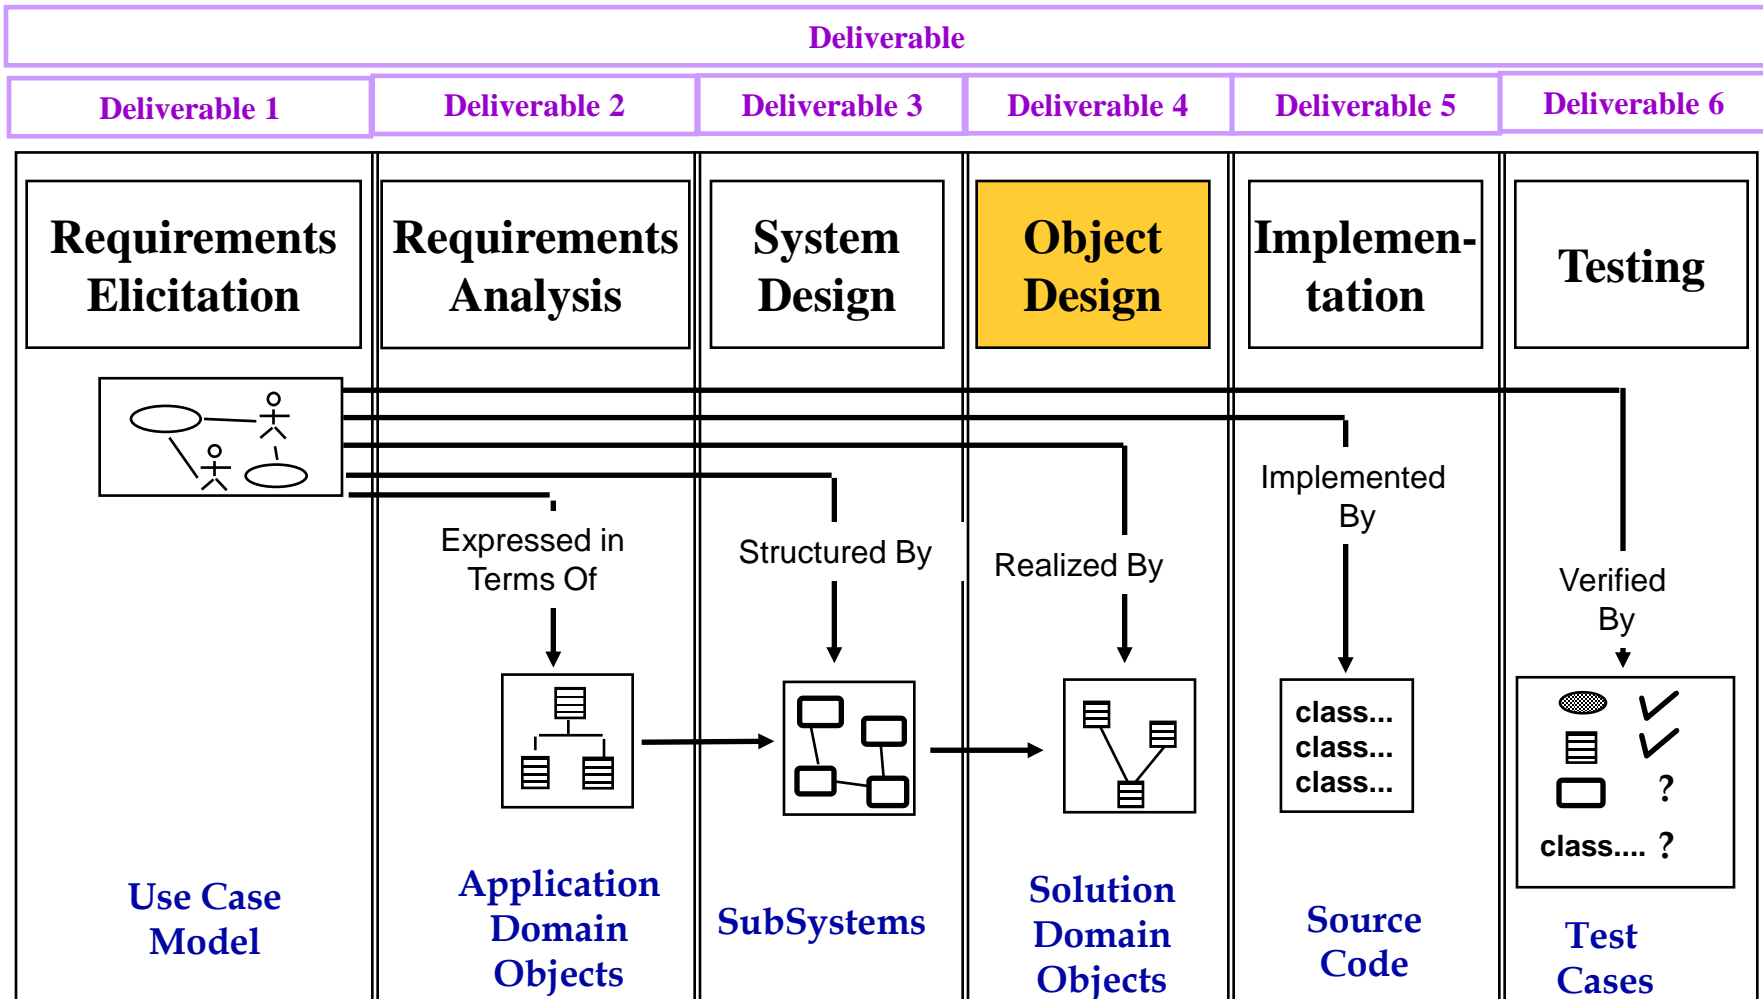 Deliverable
Deliverable 1
Deliverable 2
Deliverable 3
Deliverable 4
Deliverable 5
Deliverable 6
Requirements
Elicitation
Requirements
Analysis
System
Design
Object
Design
Implemen-
tation
Testing
Expressed in
Terms Of
Structured By
Realized By
Implemented
By
Verified
By
class...
class...
class...
?
class.... ?
Use Case
Model
Application
Domain
Objects
SubSystems
Solution
Domain
Objects
Source
Code
Test
Cases